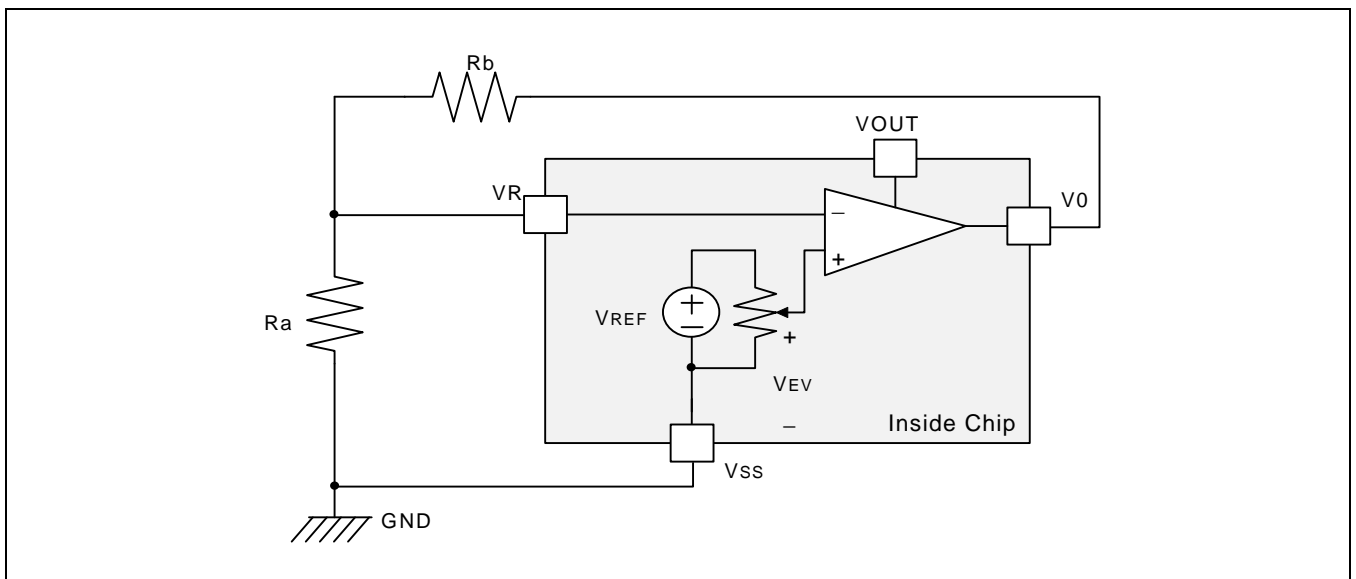 Rb
VOUT
VR
V0
−
+
+
−
VREF
Ra
+
VEV
−
Inside Chip
VSS
GND